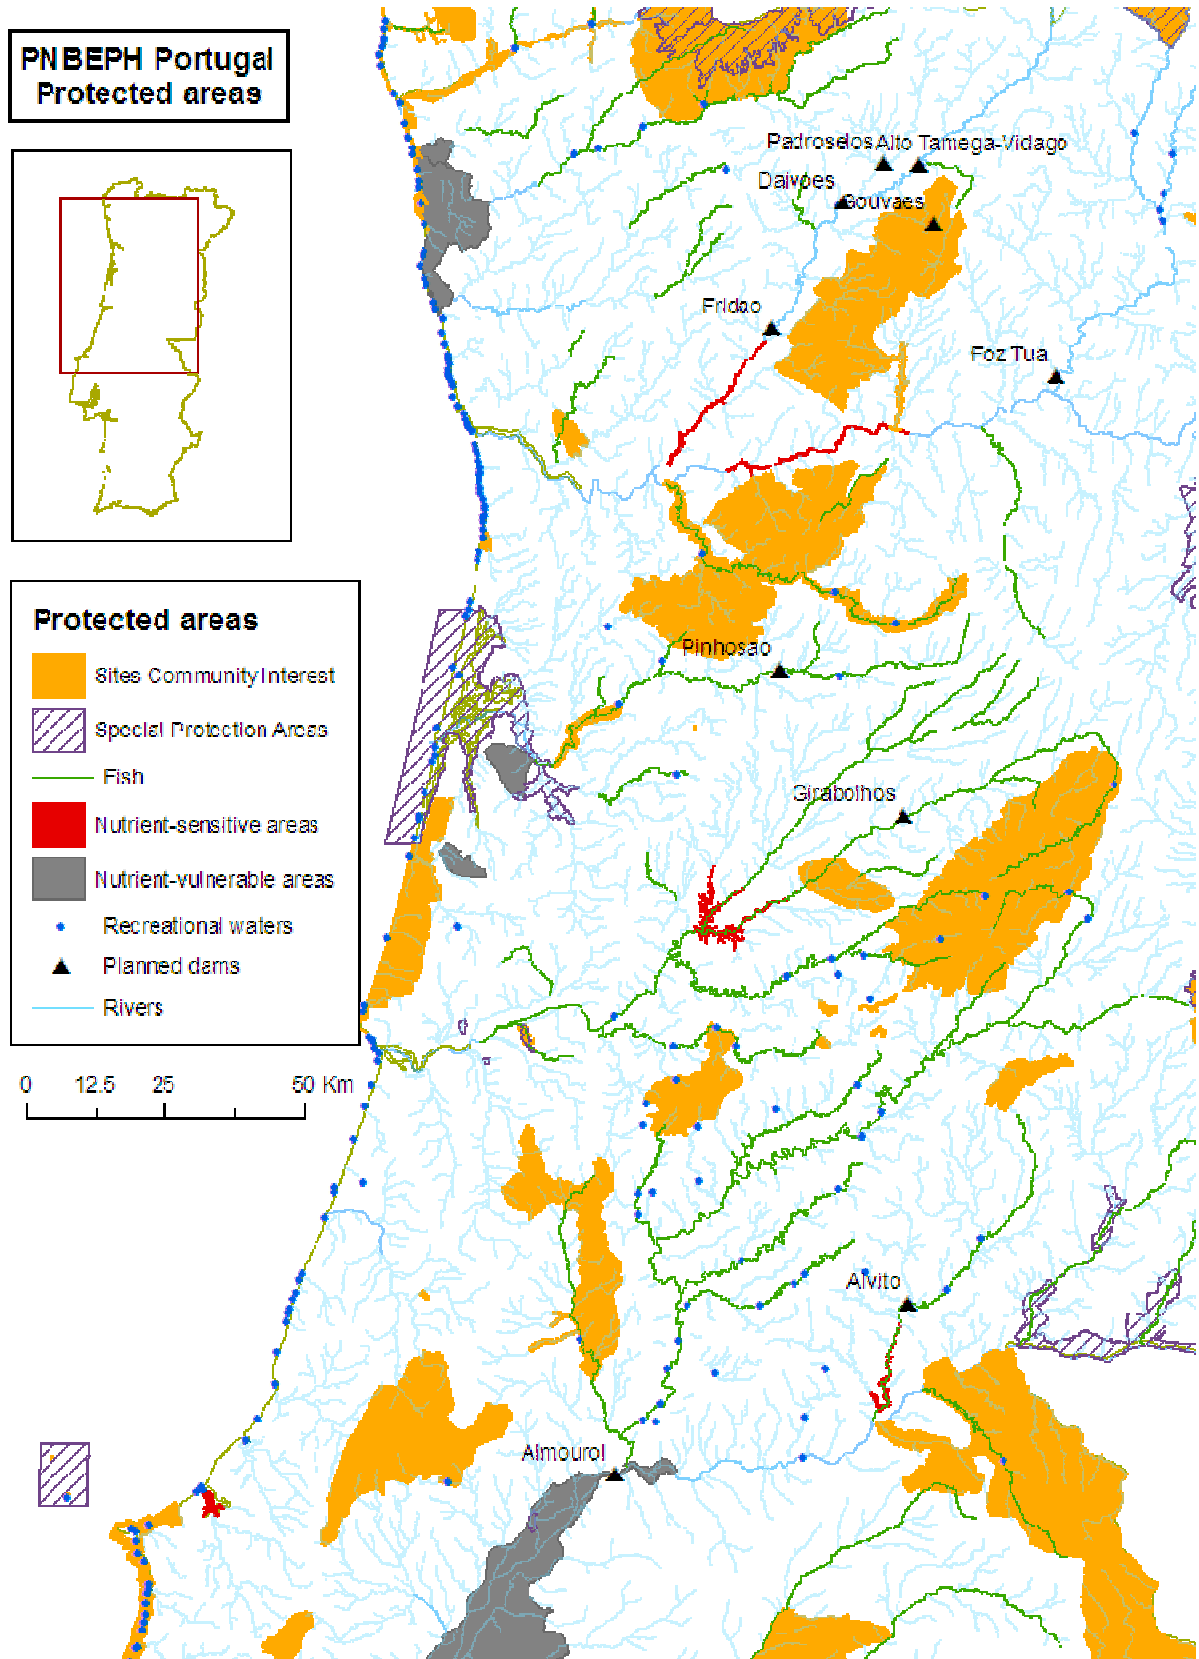 PNBEPH Portugal
Protected areas
Padroselos Alto Tamega-Vidago
Daivoes
Gouvaes
Fridao
Foz Tua
Protected areas
Sites Community Interest
Special Protection Areas
Fish
Nutrient-sensitive areas
Nutrient-vulnerable areas
Recreational waters
Planned dams
Rivers
0 12.5 25 50 Km
Pinhosao
Girabolhos
Alvito
Almourol